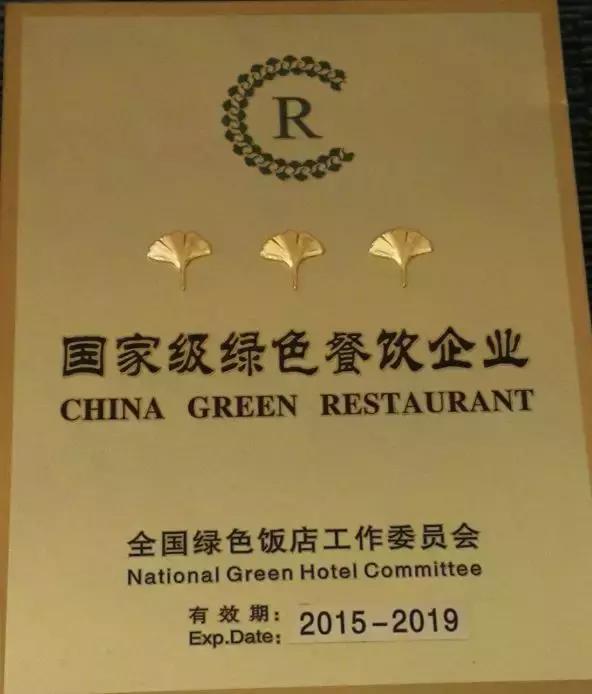 R
国家级绿色餐饮企业
CHINA GREEN RESTAURANT
全国绿色饭店工作委员会
National Green Hotel Committee
有效期：
Exp.Date: 2015-2019